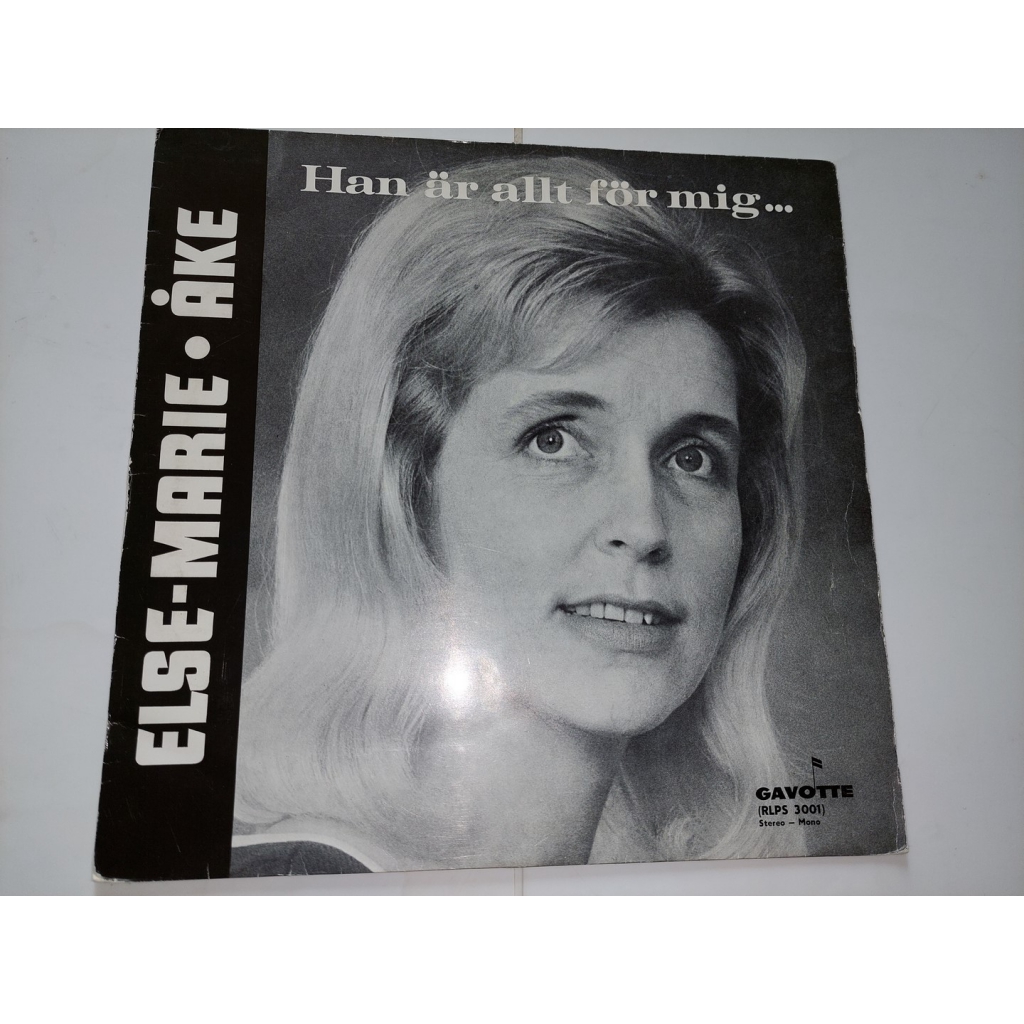 Han är allt för mig...
ELSE-MARIE • ÅKE
GAVOTTE
(RLPS 3001)
Stereo – Mono